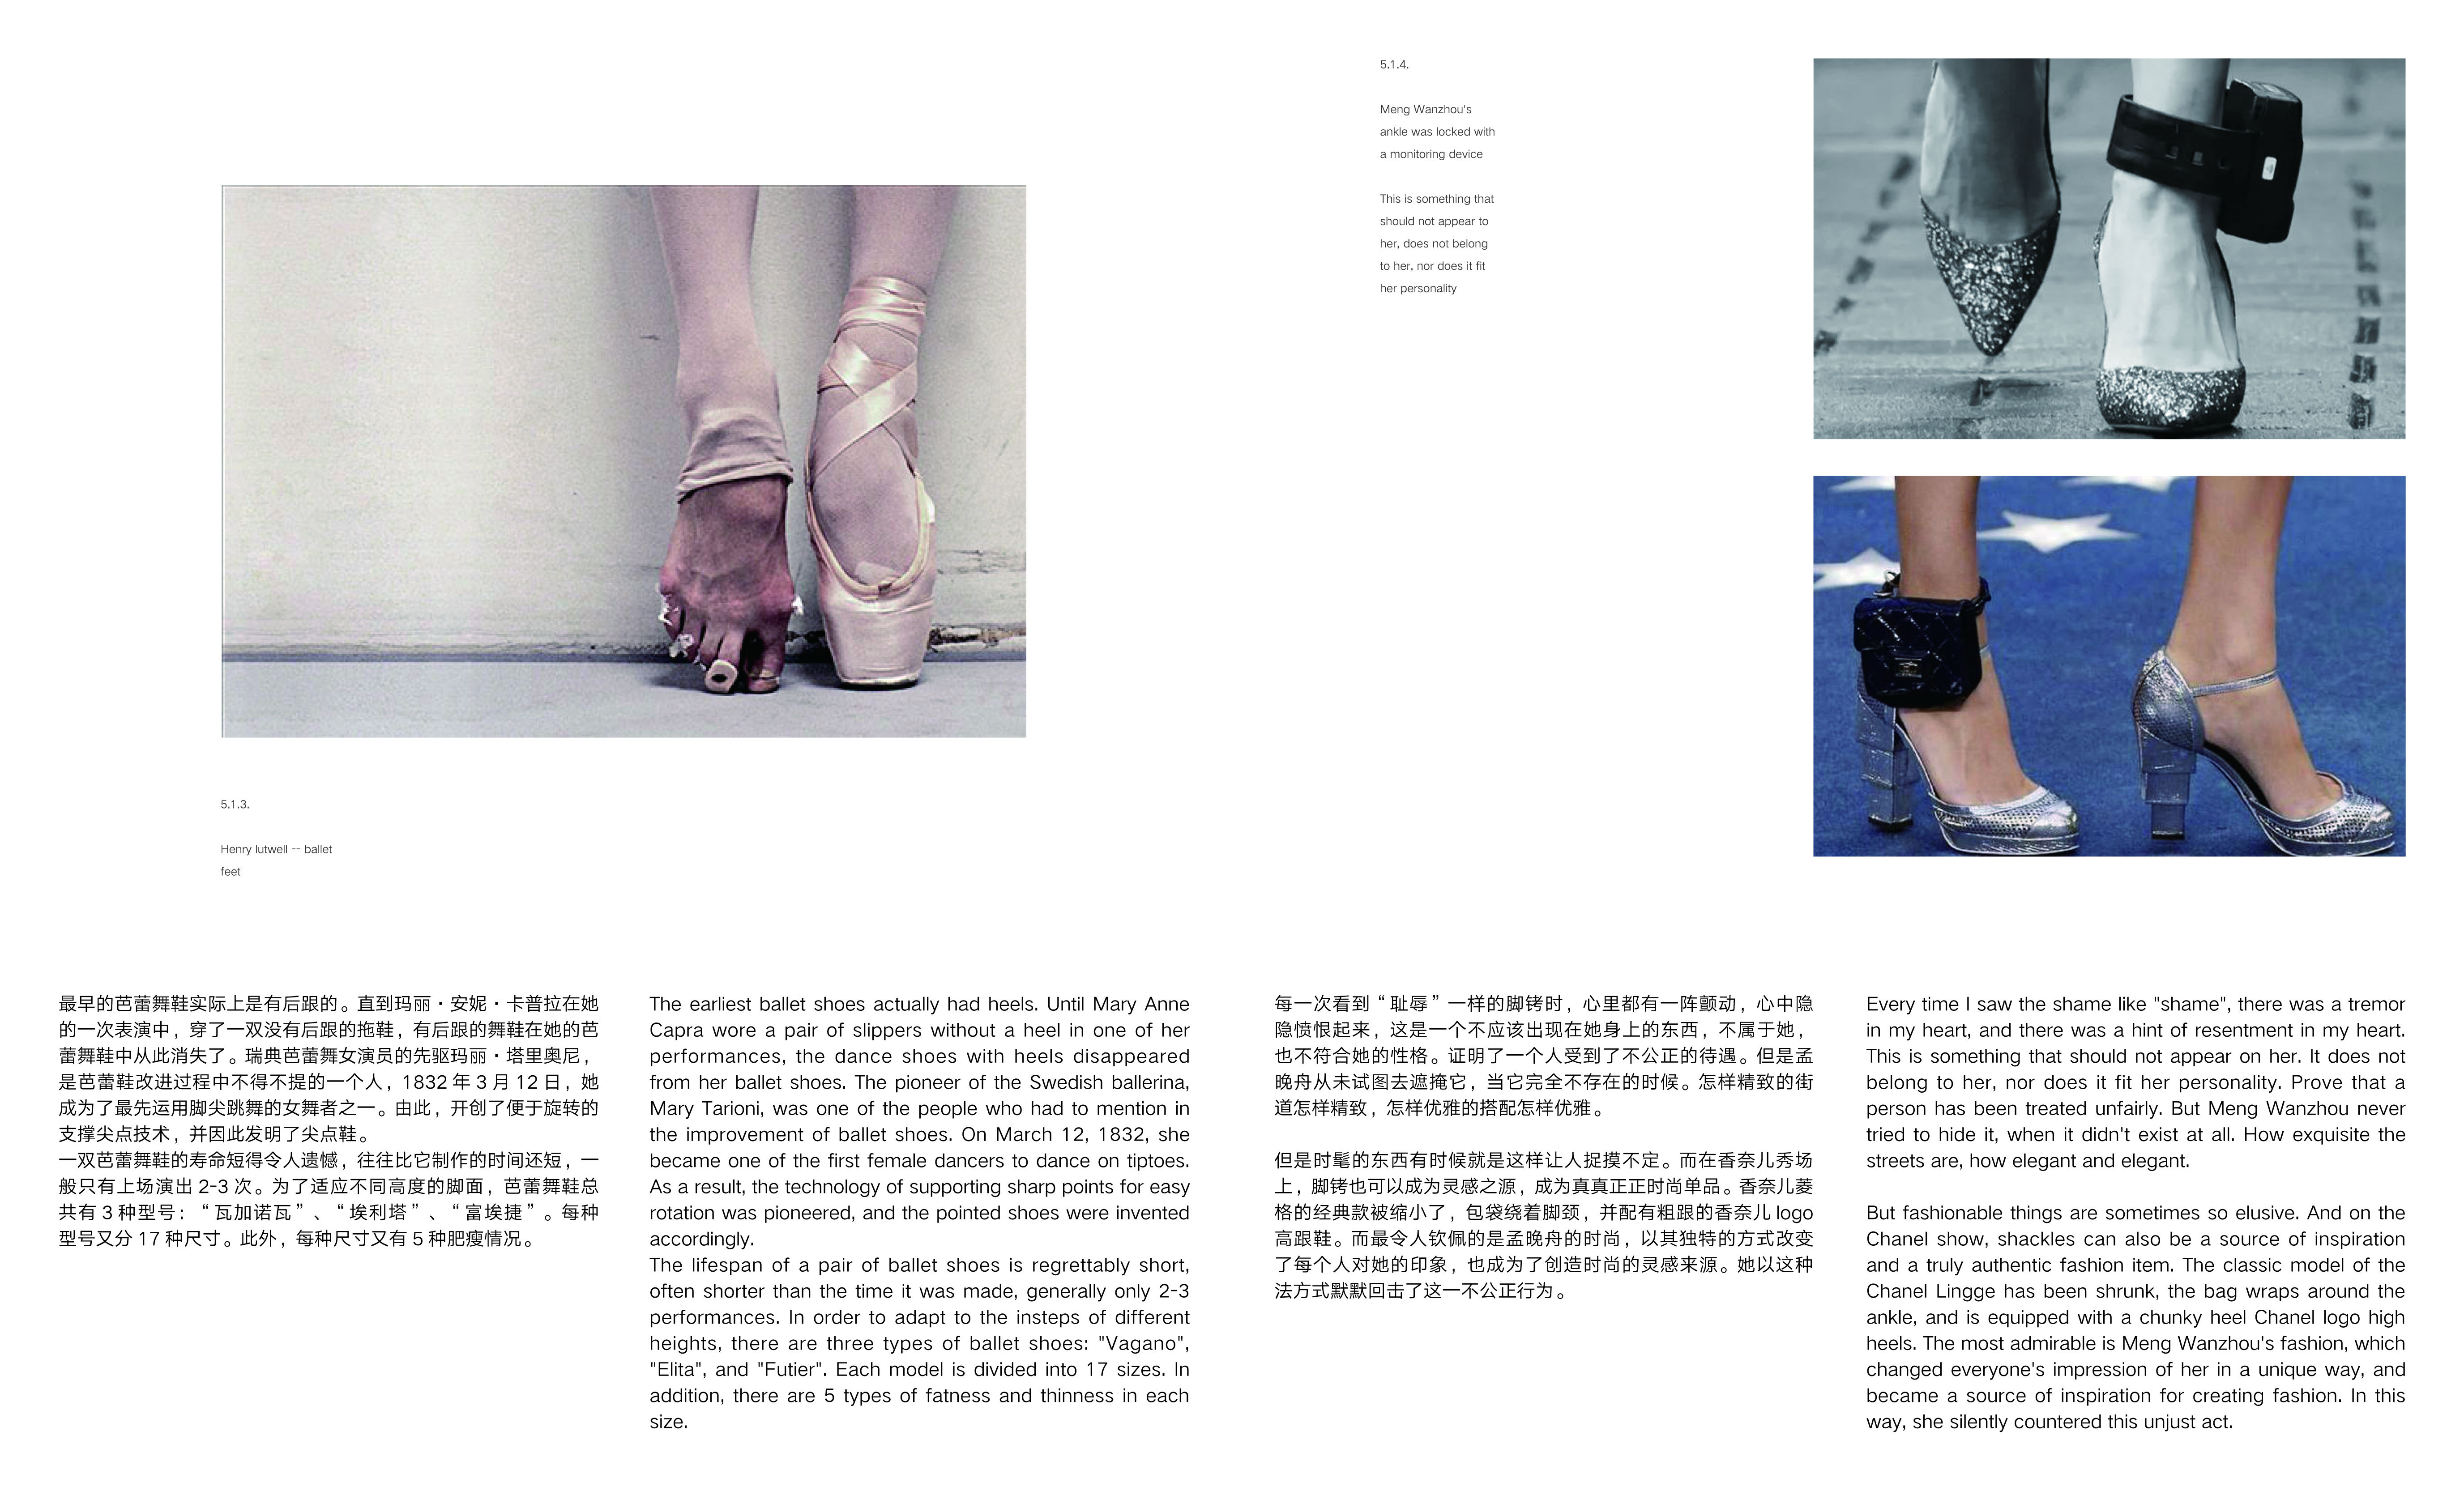 5.1.3.
Henry lutwell -- ballet
feet
最早的芭蕾舞鞋实际上是有后跟的。直到玛丽·安妮·卡普拉在她
的一次表演中，穿了一双没有后跟的拖鞋，有后跟的舞鞋在她的芭
蕾舞鞋中从此消失了。瑞典芭蕾舞女演员的先驱玛丽·塔里奥尼，
是芭蕾鞋改进过程中不得不提的一个人，1832 年 3 月 12 日，她
成为了最先运用脚尖跳舞的女舞者之一。由此，开创了便于旋转的
支撑尖点技术，并因此发明了尖点鞋。
一双芭蕾舞鞋的寿命短得令人遗憾，往往比它制作的时间还短，一
般只有上场演出 2-3 次。为了适应不同高度的脚面，芭蕾舞鞋总
共有 3 种型号：“瓦加诺瓦”、“埃利塔”、“富埃捷”。每种
型号又分 17 种尺寸。此外，每种尺寸又有 5 种肥瘦情况。
The earliest ballet shoes actually had heels. Until Mary Anne
Capra wore a pair of slippers without a heel in one of her
performances, the dance shoes with heels disappeared
from her ballet shoes. The pioneer of the Swedish ballerina,
Mary Tarioni, was one of the people who had to mention in
the improvement of ballet shoes. On March 12, 1832, she
became one of the first female dancers to dance on tiptoes.
As a result, the technology of supporting sharp points for easy
rotation was pioneered, and the pointed shoes were invented
accordingly.
The lifespan of a pair of ballet shoes is regrettably short,
often shorter than the time it was made, generally only 2-3
performances. In order to adapt to the insteps of different
heights, there are three types of ballet shoes: "Vagano",
"Elita", and "Futier". Each model is divided into 17 sizes. In
addition, there are 5 types of fatness and thinness in each
size.
5.1.4.
Meng Wanzhou's
ankle was locked with
a monitoring device
This is something that
should not appear to
her, does not belong
to her, nor does it fit
her personality
每一次看到“耻辱”一样的脚铐时，心里都有一阵颤动，心中隐
隐愤恨起来，这是一个不应该出现在她身上的东西，不属于她，
也不符合她的性格。证明了一个人受到了不公正的待遇。但是孟
晚舟从未试图去遮掩它，当它完全不存在的时候。怎样精致的街
道怎样精致，怎样优雅的搭配怎样优雅。
但是时髦的东西有时候就是这样让人捉摸不定。而在香奈儿秀场
上，脚铐也可以成为灵感之源，成为真真正正时尚单品。香奈儿菱
格的经典款被缩小了，包袋绕着脚颈，并配有粗跟的香奈儿 logo
高跟鞋。而最令人钦佩的是孟晚舟的时尚，以其独特的方式改变
了每个人对她的印象，也成为了创造时尚的灵感来源。她以这种
法方式默默回击了这一不公正行为。
Every time I saw the shame like "shame", there was a tremor
in my heart, and there was a hint of resentment in my heart.
This is something that should not appear on her. It does not
belong to her, nor does it fit her personality. Prove that a
person has been treated unfairly. But Meng Wanzhou never
tried to hide it, when it didn't exist at all. How exquisite the
streets are, how elegant and elegant.
But fashionable things are sometimes so elusive. And on the
Chanel show, shackles can also be a source of inspiration
and a truly authentic fashion item. The classic model of the
Chanel Lingge has been shrunk, the bag wraps around the
ankle, and is equipped with a chunky heel Chanel logo high
heels. The most admirable is Meng Wanzhou's fashion, which
changed everyone's impression of her in a unique way, and
became a source of inspiration for creating fashion. In this
way, she silently countered this unjust act.